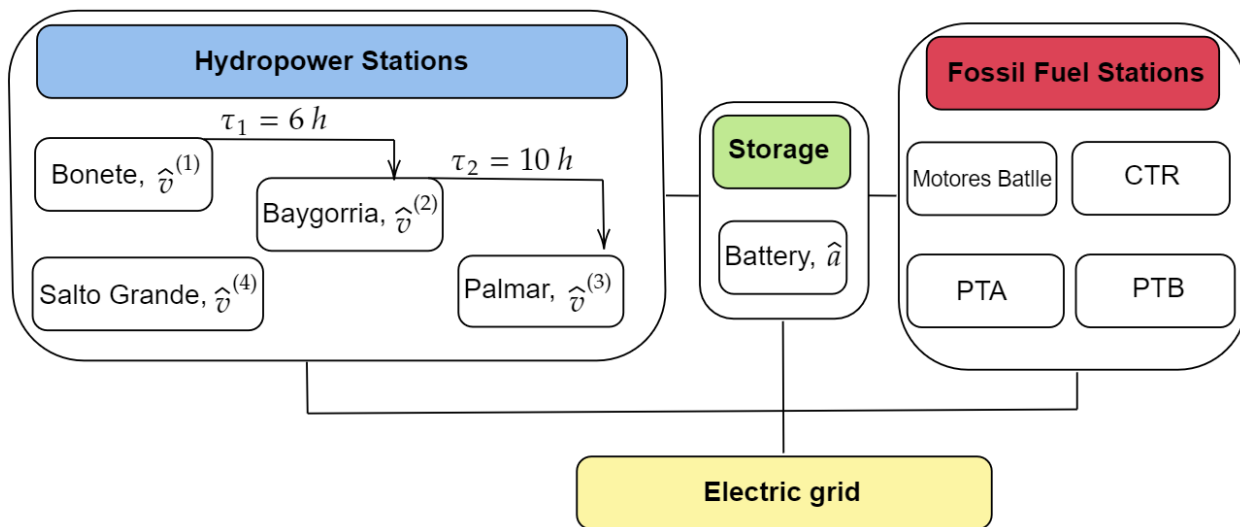 Hydropower Stations
τ₁ = 6 h
Bonete, v̂⁽¹⁾
τ₂ = 10 h
Baygorria, v̂⁽²⁾
Salto Grande, v̂⁽⁴⁾
Palmar, v̂⁽³⁾
Storage
Battery, â
Fossil Fuel Stations
Motores Batlle
CTR
PTA
PTB
Electric grid